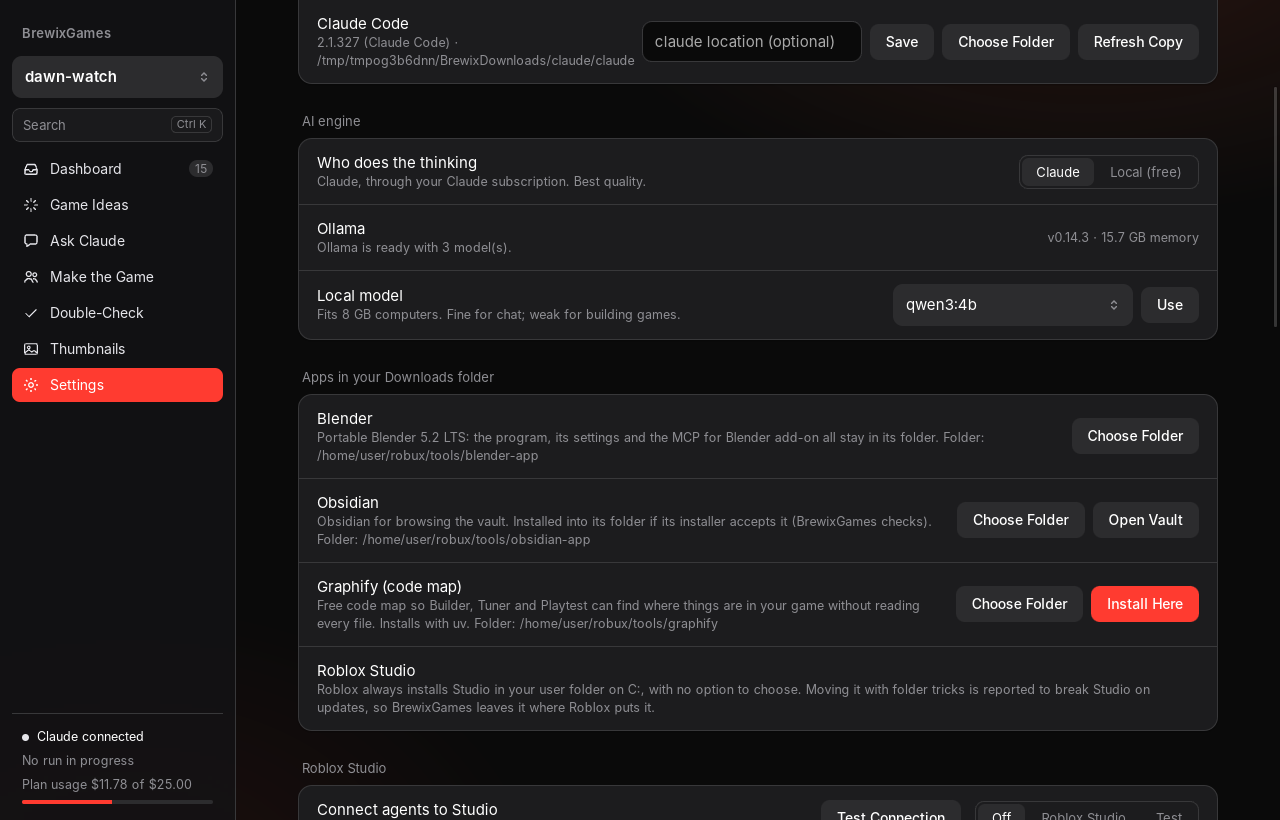 BrewixGames
dawn-watch
Search
Ctrl K
Dashboard
15
Game Ideas
Ask Claude
Make the Game
Double-Check
Thumbnails
Settings
Claude connected
No run in progress
Plan usage $11.78 of $25.00
Claude Code
2.1.327 (Claude Code) ·
/tmp/tmpog3b6dnn/BrewixDownloads/claude/claude
claude location (optional)
Save
Choose Folder
Refresh Copy
AI engine
Who does the thinking
Claude, through your Claude subscription. Best quality.
Claude
Local (free)
Ollama
Ollama is ready with 3 model(s).
v0.14.3 · 15.7 GB memory
Local model
Fits 8 GB computers. Fine for chat; weak for building games.
qwen3:4b
Use
Apps in your Downloads folder
Blender
Portable Blender 5.2 LTS: the program, its settings and the MCP for Blender add-on all stay in its folder. Folder:
/home/user/robux/tools/blender-app
Choose Folder
Obsidian
Obsidian for browsing the vault. Installed into its folder if its installer accepts it (BrewixGames checks).
Folder: /home/user/robux/tools/obsidian-app
Choose Folder
Open Vault
Graphify (code map)
Free code map so Builder, Tuner and Playtest can find where things are in your game without reading
every file. Installs with uv. Folder: /home/user/robux/tools/graphify
Choose Folder
Install Here
Roblox Studio
Roblox always installs Studio in your user folder on C:, with no option to choose. Moving it with folder tricks is reported to break Studio on
updates, so BrewixGames leaves it where Roblox puts it.
Roblox Studio
Connect agents to Studio
Test Connection
Off
Roblox Studio
Test